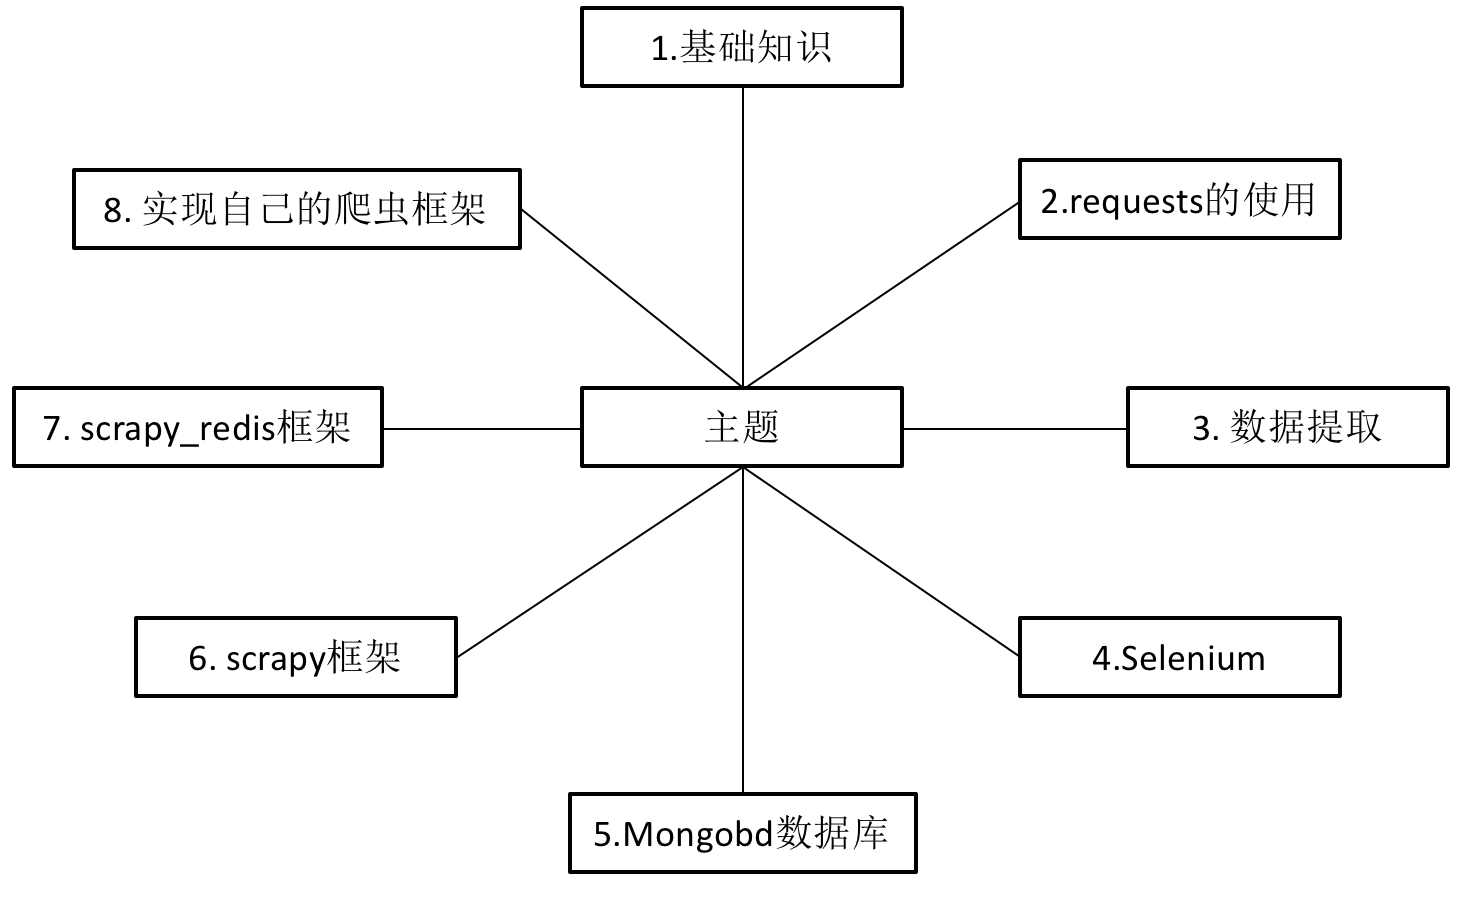 1.基础知识
8. 实现自己的爬虫框架
2.requests的使用
7. scrapy_redis框架
主题
3. 数据提取
6. scrapy框架
4.Selenium
5.Mongobd数据库